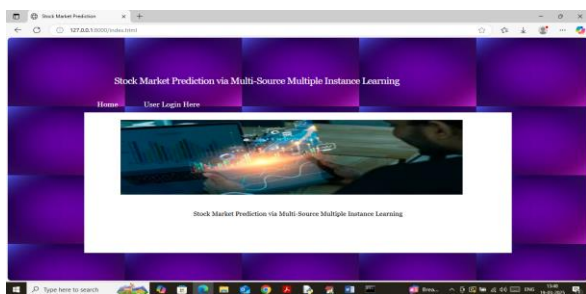 Stock Market Prediction
127.0.0.1:8000/index.html
Stock Market Prediction via Multi-Source Multiple Instance Learning
Home User Login Here
Stock Market Prediction via Multi-Source Multiple Instance Learning
Type here to search
ENG